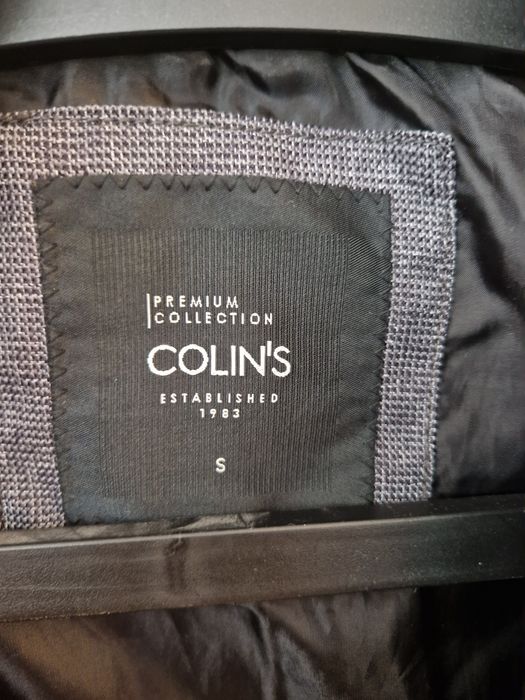 PREMIUM
COLLECTION
COLIN'S
ESTABLISHED
1983
S